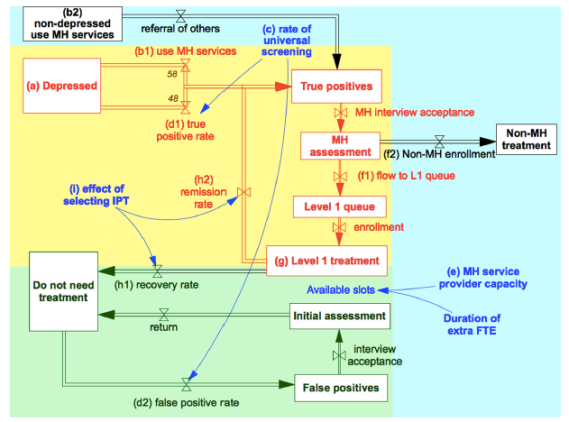 (b2)
non-depressed
use MH services
referral of others
(c) rate of
universal
screening
(b1) use MH services
58
(a) Depressed
48
True positives
(d1) true
positive rate
MH interview acceptance
MH
assessment
Non-MH
treatment
(f2) Non-MH enrollment
(h2)
remission
rate
(f1) flow to L1 queue
(i) effect of
selecting IPT
Level 1 queue
enrollment
(g) Level 1 treatment
Do not need
treatment
(h1) recovery rate
Available slots
(e) MH service
provider capacity
Initial assessment
return
Duration of
extra FTE
interview
acceptance
False positives
(d2) false positive rate